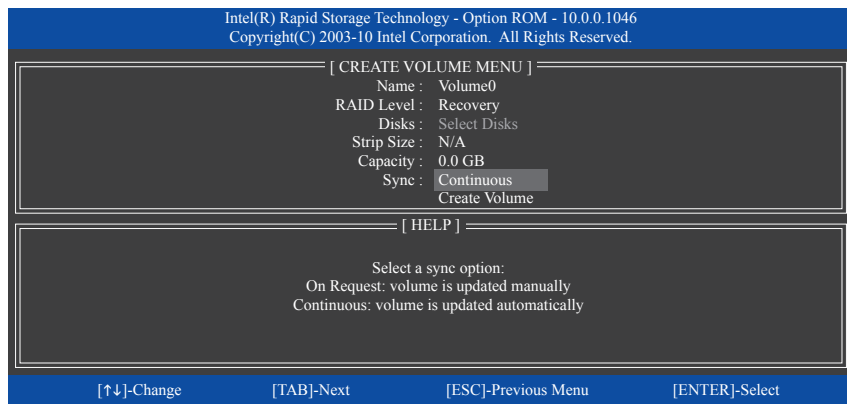 Intel(R) Rapid Storage Technology - Option ROM - 10.0.0.1046
Copyright(C) 2003-10 Intel Corporation. All Rights Reserved.
[ CREATE VOLUME MENU ]
Name : Volume0
RAID Level : Recovery
Disks : Select Disks
Strip Size : N/A
Capacity : 0.0 GB
Sync : Continuous
Create Volume
[ HELP ]
Select a sync option:
On Request: volume is updated manually
Continuous: volume is updated automatically
[↑↓]-Change [TAB]-Next [ESC]-Previous Menu [ENTER]-Select